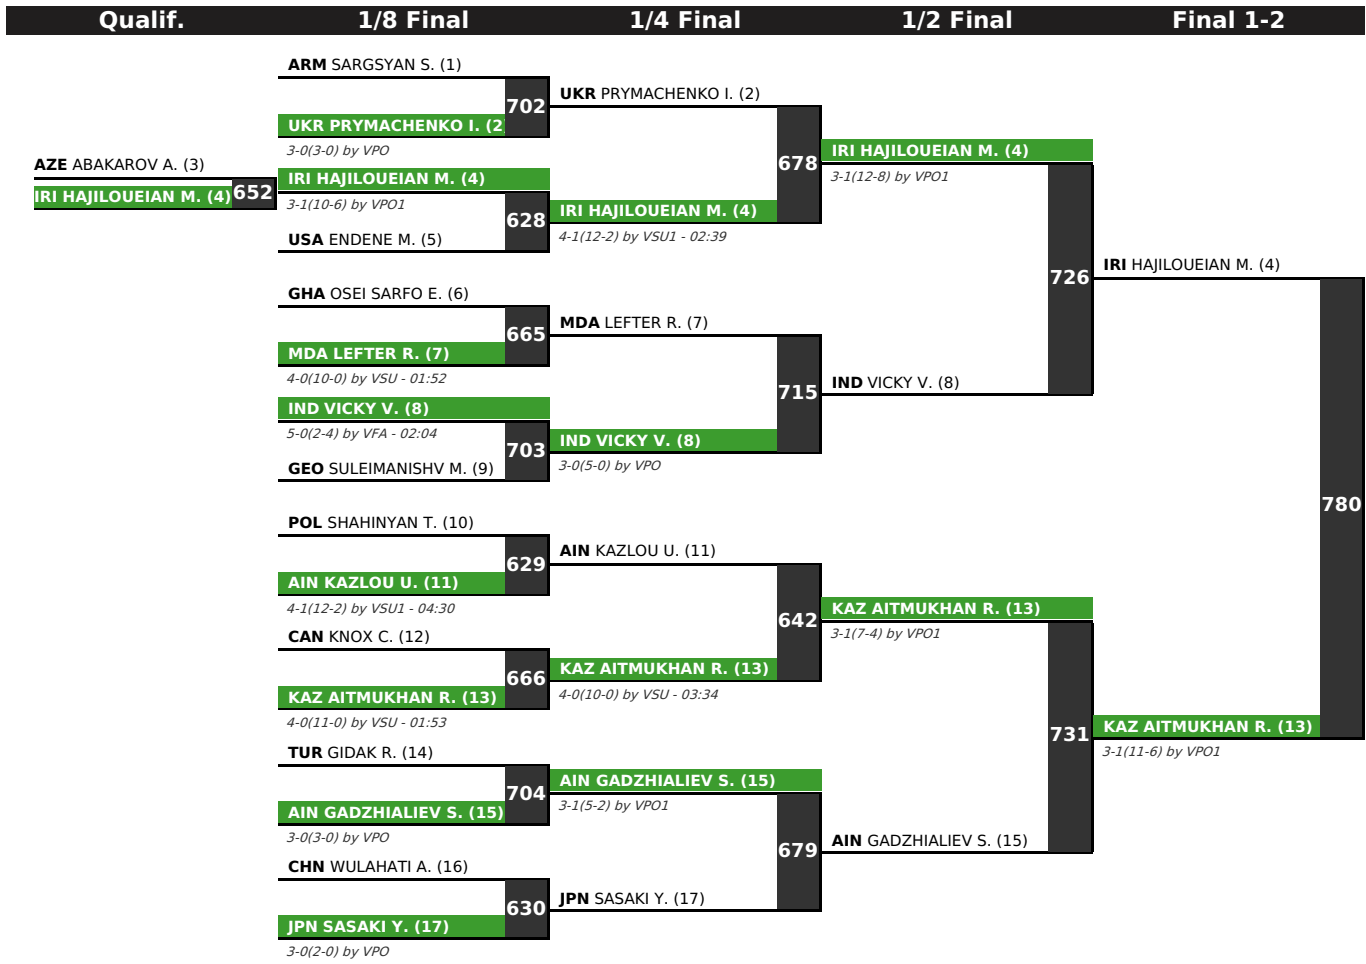 Qualif.
1/8 Final
1/4 Final
1/2 Final
Final 1-2
AZE ABAKAROV A. (3)
IRI HAJILOUEIAN M. (4)
652
ARM SARGSYAN S. (1)
702
UKR PRYMACHENKO I. (2
3-0(3-0) by VPO
IRI HAJILOUEIAN M. (4)
3-1(10-6) by VPO1
628
USA ENDENE M. (5)
GHA OSEI SARFO E. (6)
665
MDA LEFTER R. (7)
4-0(10-0) by VSU - 01:52
IND VICKY V. (8)
5-0(2-4) by VFA - 02:04
703
GEO SULEIMANISHV M. (9)
POL SHAHINYAN T. (10)
629
AIN KAZLOU U. (11)
4-1(12-2) by VSU1 - 04:30
CAN KNOX C. (12)
666
KAZ AITMUKHAN R. (13)
4-0(11-0) by VSU - 01:53
TUR GIDAK R. (14)
704
AIN GADZHIALIEV S. (15)
3-0(3-0) by VPO
CHN WULAHATI A. (16)
630
JPN SASAKI Y. (17)
3-0(2-0) by VPO
UKR PRYMACHENKO I. (2)
678
IRI HAJILOUEIAN M. (4)
4-1(12-2) by VSU1 - 02:39
MDA LEFTER R. (7)
715
IND VICKY V. (8)
3-0(5-0) by VPO
AIN KAZLOU U. (11)
642
KAZ AITMUKHAN R. (13)
4-0(10-0) by VSU - 03:34
AIN GADZHIALIEV S. (15)
3-1(5-2) by VPO1
679
JPN SASAKI Y. (17)
IRI HAJILOUEIAN M. (4)
3-1(12-8) by VPO1
726
IND VICKY V. (8)
KAZ AITMUKHAN R. (13)
3-1(7-4) by VPO1
731
AIN GADZHIALIEV S. (15)
IRI HAJILOUEIAN M. (4)
780
KAZ AITMUKHAN R. (13)
3-1(11-6) by VPO1